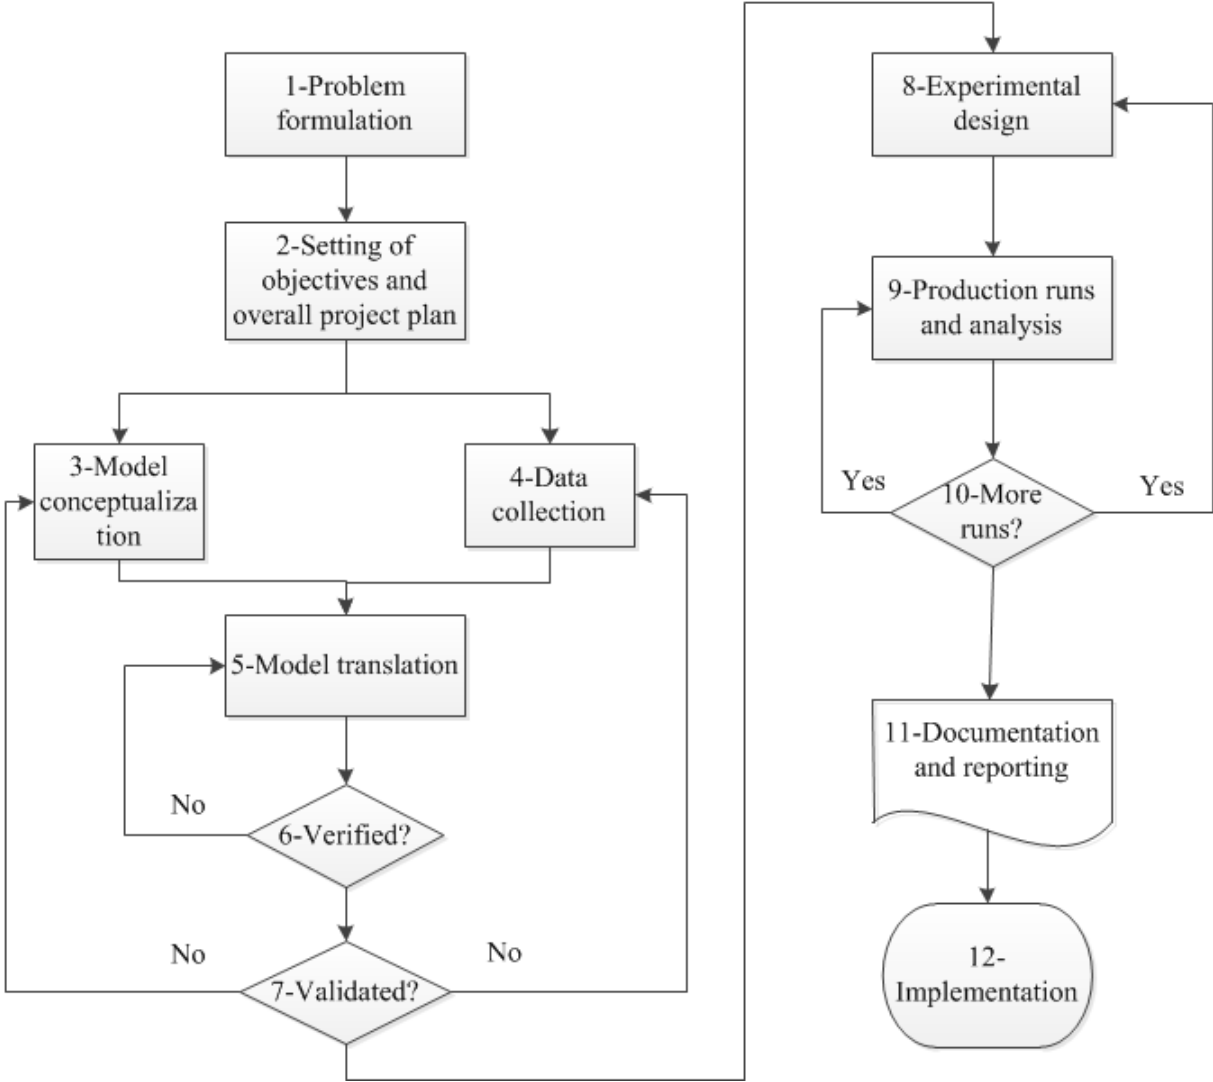 1-Problem
formulation
2-Setting of
objectives and
overall project plan
3-Model
conceptualiza
tion
4-Data
collection
5-Model translation
No
6-Verified?
No
No
7-Validated?
8-Experimental
design
9-Production runs
and analysis
Yes
Yes
10-More
runs?
11-Documentation
and reporting
12-
Implementation